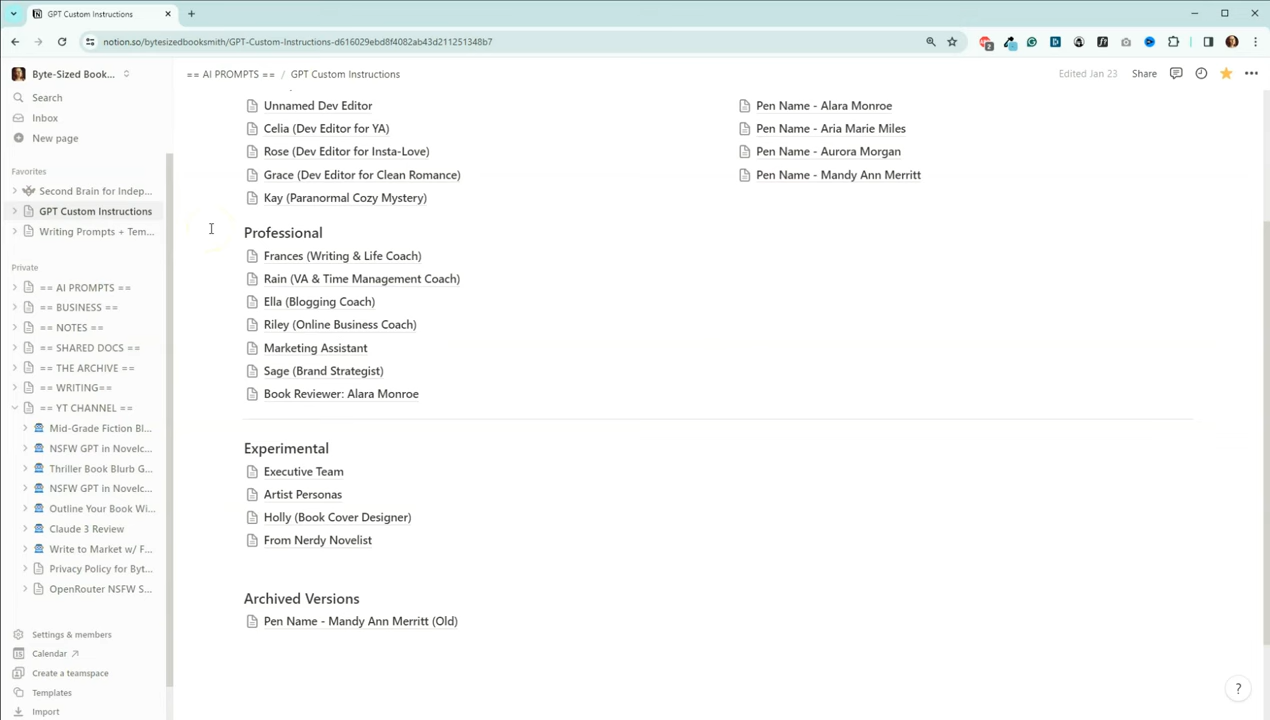 GPT Custom Instructions
notion.so/bytesizedbooksmith/GPT-Custom-Instructions-d616029ebd8f4082ab43d211251348b7
Byte-Sized Book...
== AI PROMPTS == / GPT Custom Instructions
Edited Jan 23
Share
Search
Inbox
New page
Favorites
Second Brain for Indep...
GPT Custom Instructions
Writing Prompts + Tem...
Private
== AI PROMPTS ==
== BUSINESS ==
== NOTES ==
== SHARED DOCS ==
== THE ARCHIVE ==
== WRITING==
== YT CHANNEL ==
Mid-Grade Fiction Bl...
NSFW GPT in Novelc...
Thriller Book Blurb G...
NSFW GPT in Novelc...
Outline Your Book Wi...
Claude 3 Review
Write to Market w/ F...
Privacy Policy for Byt...
OpenRouter NSFW S...
Settings & members
Calendar ↗
Create a teamspace
Templates
Import
Unnamed Dev Editor
Celia (Dev Editor for YA)
Rose (Dev Editor for Insta-Love)
Grace (Dev Editor for Clean Romance)
Kay (Paranormal Cozy Mystery)
Pen Name - Alara Monroe
Pen Name - Aria Marie Miles
Pen Name - Aurora Morgan
Pen Name - Mandy Ann Merritt
Professional
Frances (Writing & Life Coach)
Rain (VA & Time Management Coach)
Ella (Blogging Coach)
Riley (Online Business Coach)
Marketing Assistant
Sage (Brand Strategist)
Book Reviewer: Alara Monroe
Experimental
Executive Team
Artist Personas
Holly (Book Cover Designer)
From Nerdy Novelist
Archived Versions
Pen Name - Mandy Ann Merritt (Old)
?